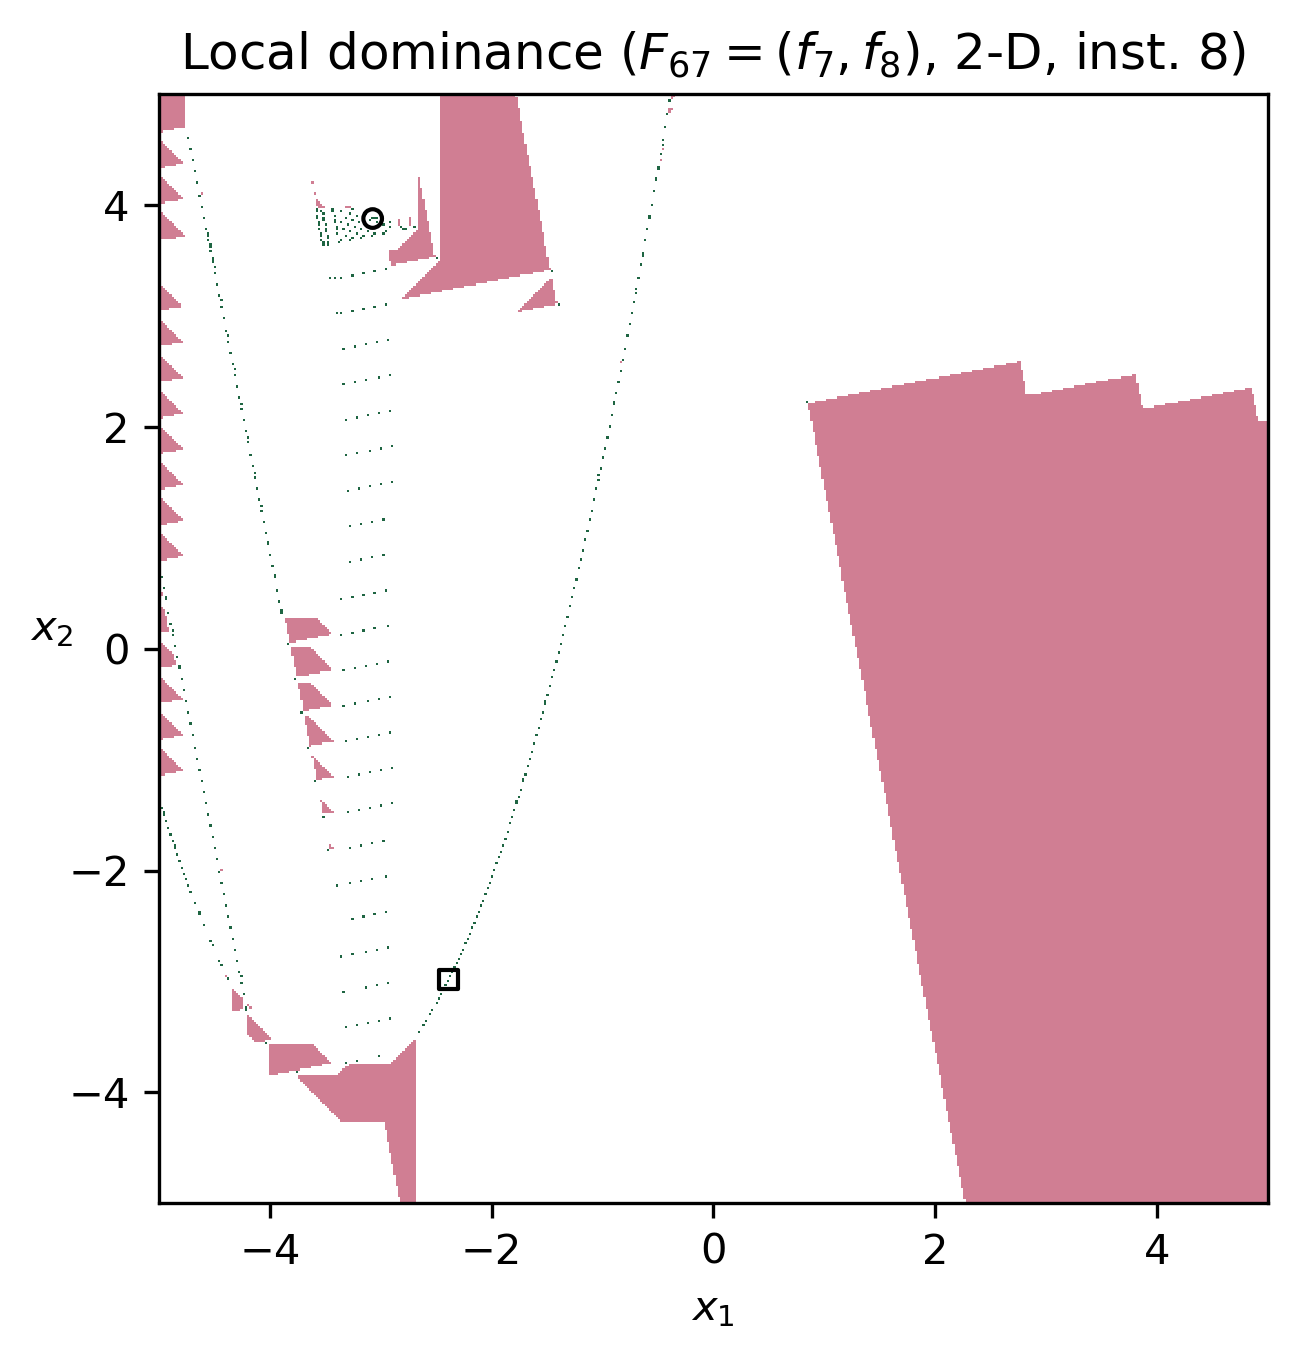 Local dominance (F₆₇ = (f₇, f₈), 2-D, inst. 8)
4
2
x₂
0
−2
−4
−4 −2 0 2 4
x₁